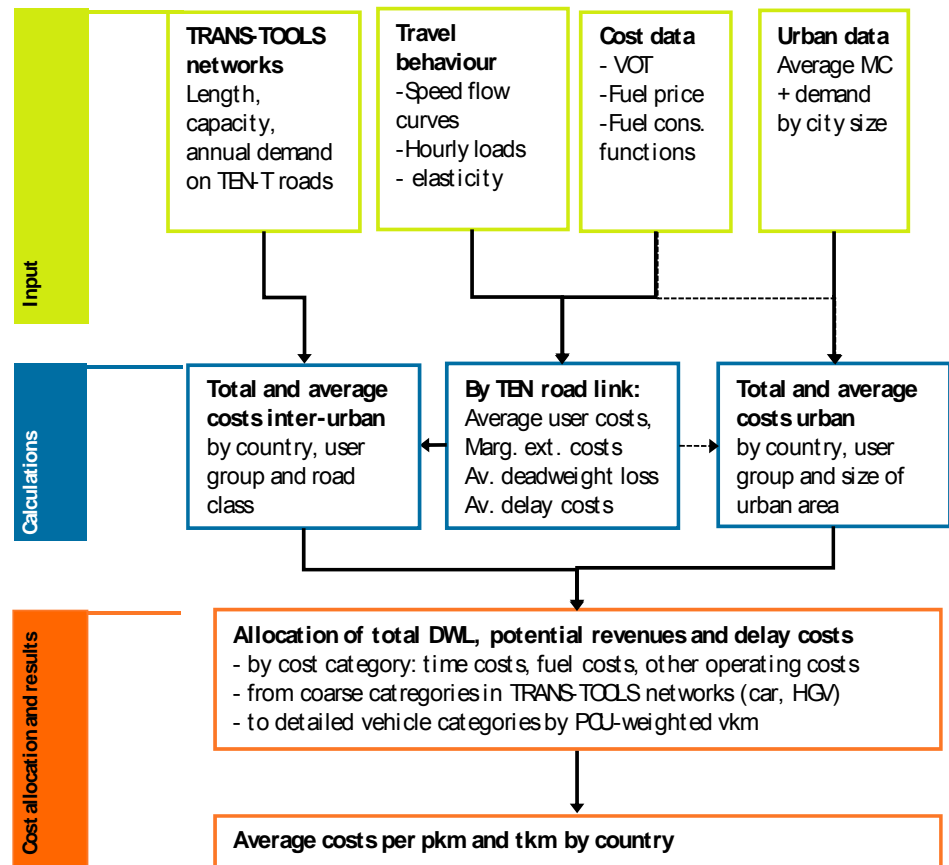 TRANS-TOOLS
networks
Length,
capacity,
annual demand
on TEN-T roads
Travel
behaviour
-Speed flow
curves
-Hourly loads
- elasticity
Cost data
- VOT
-Fuel price
-Fuel cons.
functions
Urban data
Average MC
+ demand
by city size
Input
Total and average
costs inter-urban
by country, user
group and road
class
By TEN road link:
Average user costs,
Marg. ext. costs
Av. deadweight loss
Av. delay costs
Total and average
costs urban
by country, user
group and size of
urban area
Calculations
Allocation of total DWL, potential revenues and delay costs
- by cost category: time costs, fuel costs, other operating costs
- from coarse catregories in TRANS-TOOLS networks (car, HGV)
- to detailed vehicle categories by PCU-weighted vkm
Average costs per pkm and tkm by country
Cost allocation and results